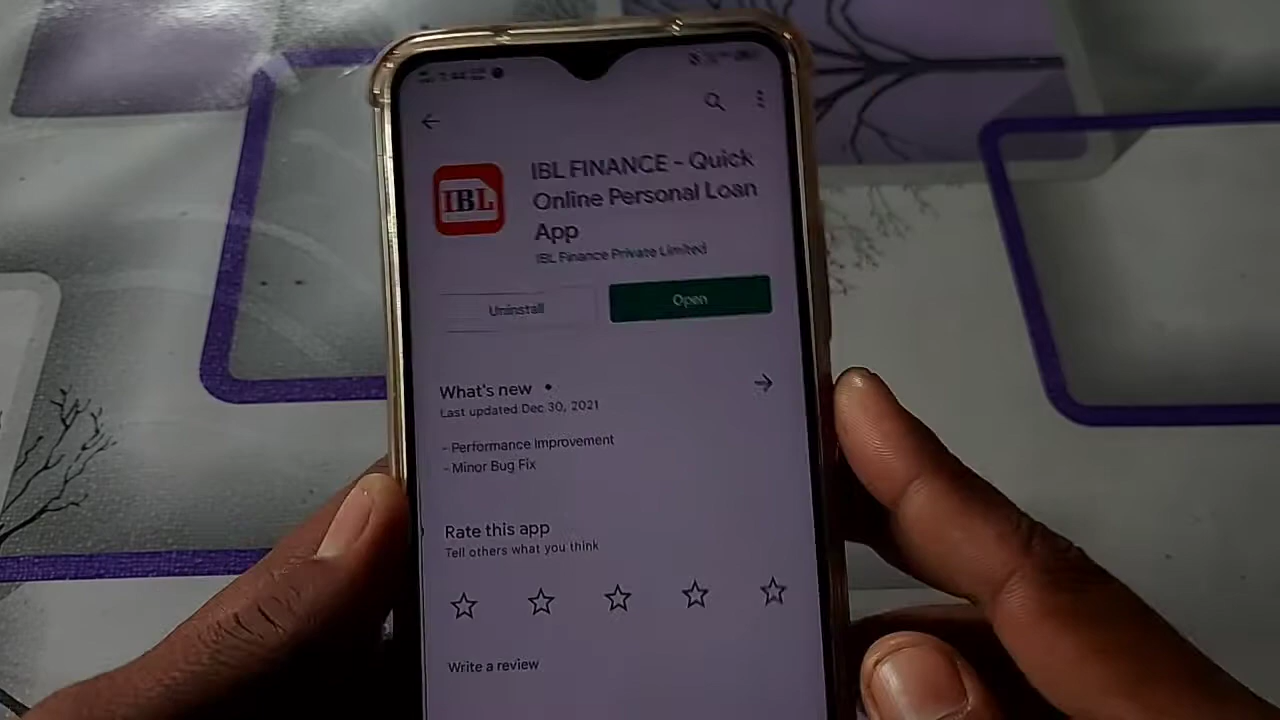 IBL FINANCE - Quick
Online Personal Loan
App
IBL
IBL Finance Private Limited
Uninstall
Open
What's new •
Last updated Dec 30, 2021
- Performance Improvement
- Minor Bug Fix
Rate this app
Tell others what you think
Write a review